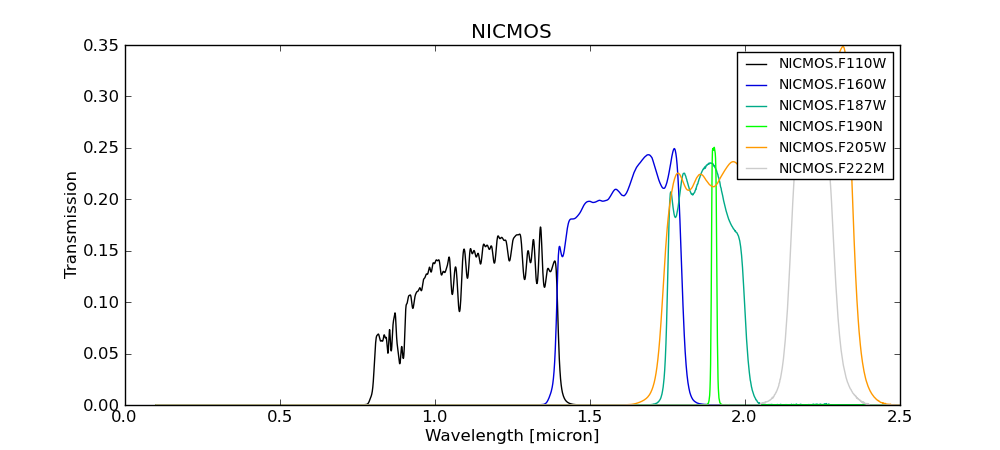 NICMOS
0.35
0.30
0.25
0.20
0.15
0.10
0.05
0.00
Transmission
NICMOS.F110W
NICMOS.F160W
NICMOS.F187W
NICMOS.F190N
NICMOS.F205W
NICMOS.F222M
0.0
0.5
1.0
1.5
2.0
2.5
Wavelength [micron]